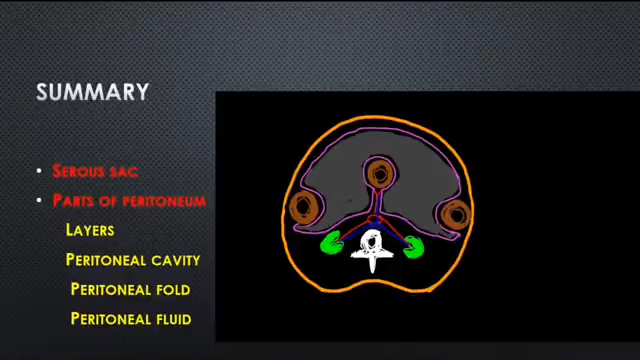 SUMMARY
• SEROUS SAC
• PARTS OF PERITONEUM
LAYERS
PERITONEAL CAVITY
PERITONEAL FOLD
PERITONEAL FLUID